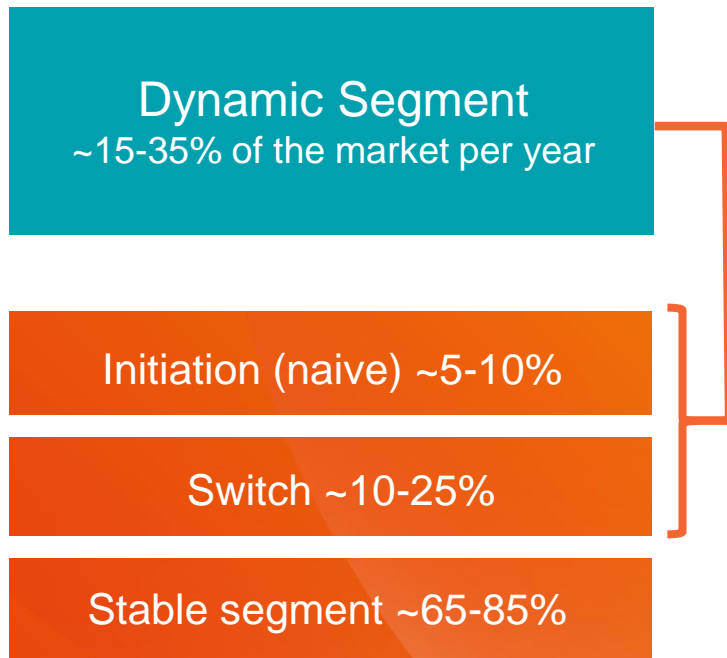 Dynamic Segment
~15-35% of the market per year
Initiation (naive) ~5-10%
Switch ~10-25%
Stable segment ~65-85%